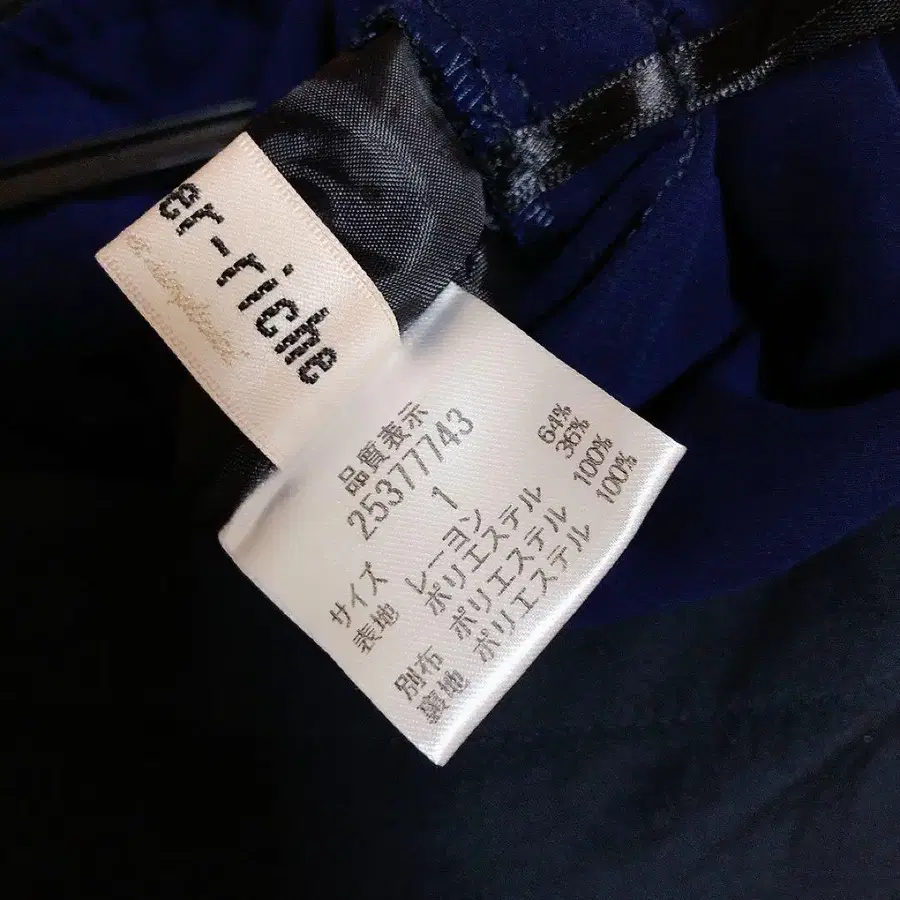 er-riche
品質表示
25377743
サイズ 1
表地 レーヨン 64%
ポリエステル 36%
別布 ポリエステル 100%
裏地 ポリエステル 100%